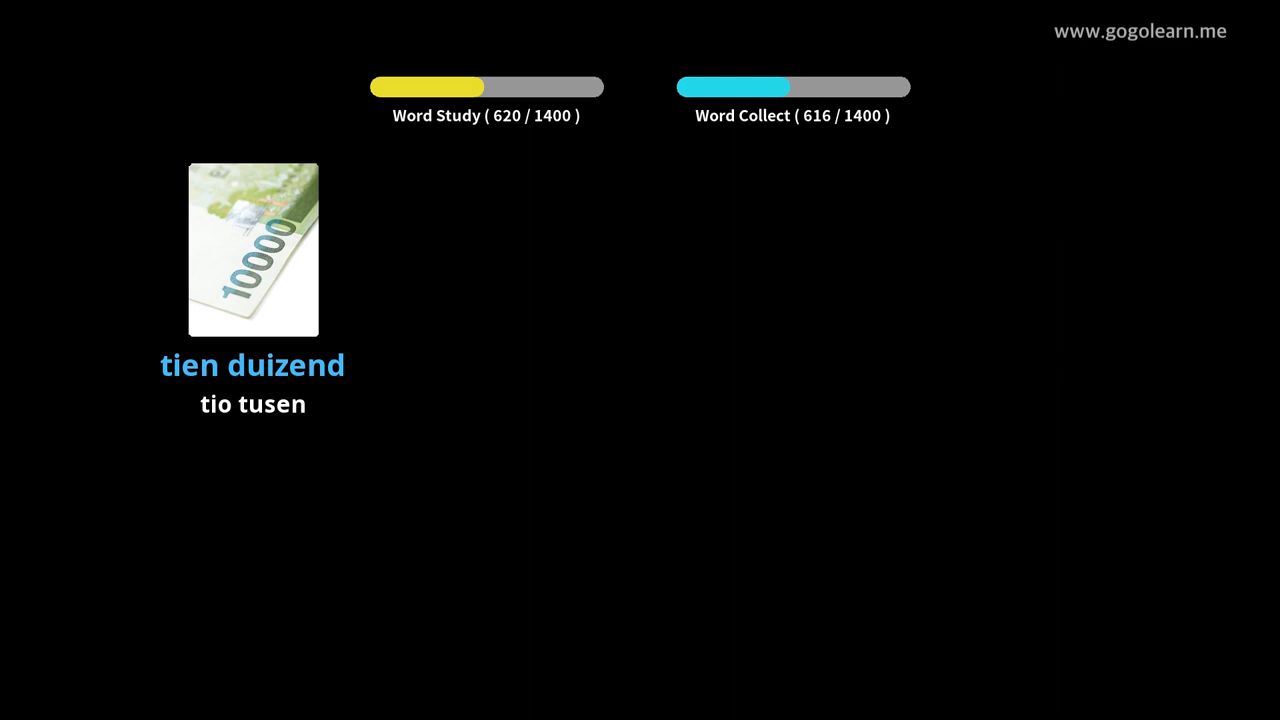 www.gogolearn.me
Word Study ( 620 / 1400 )
Word Collect ( 616 / 1400 )
10000
tien duizend
tio tusen